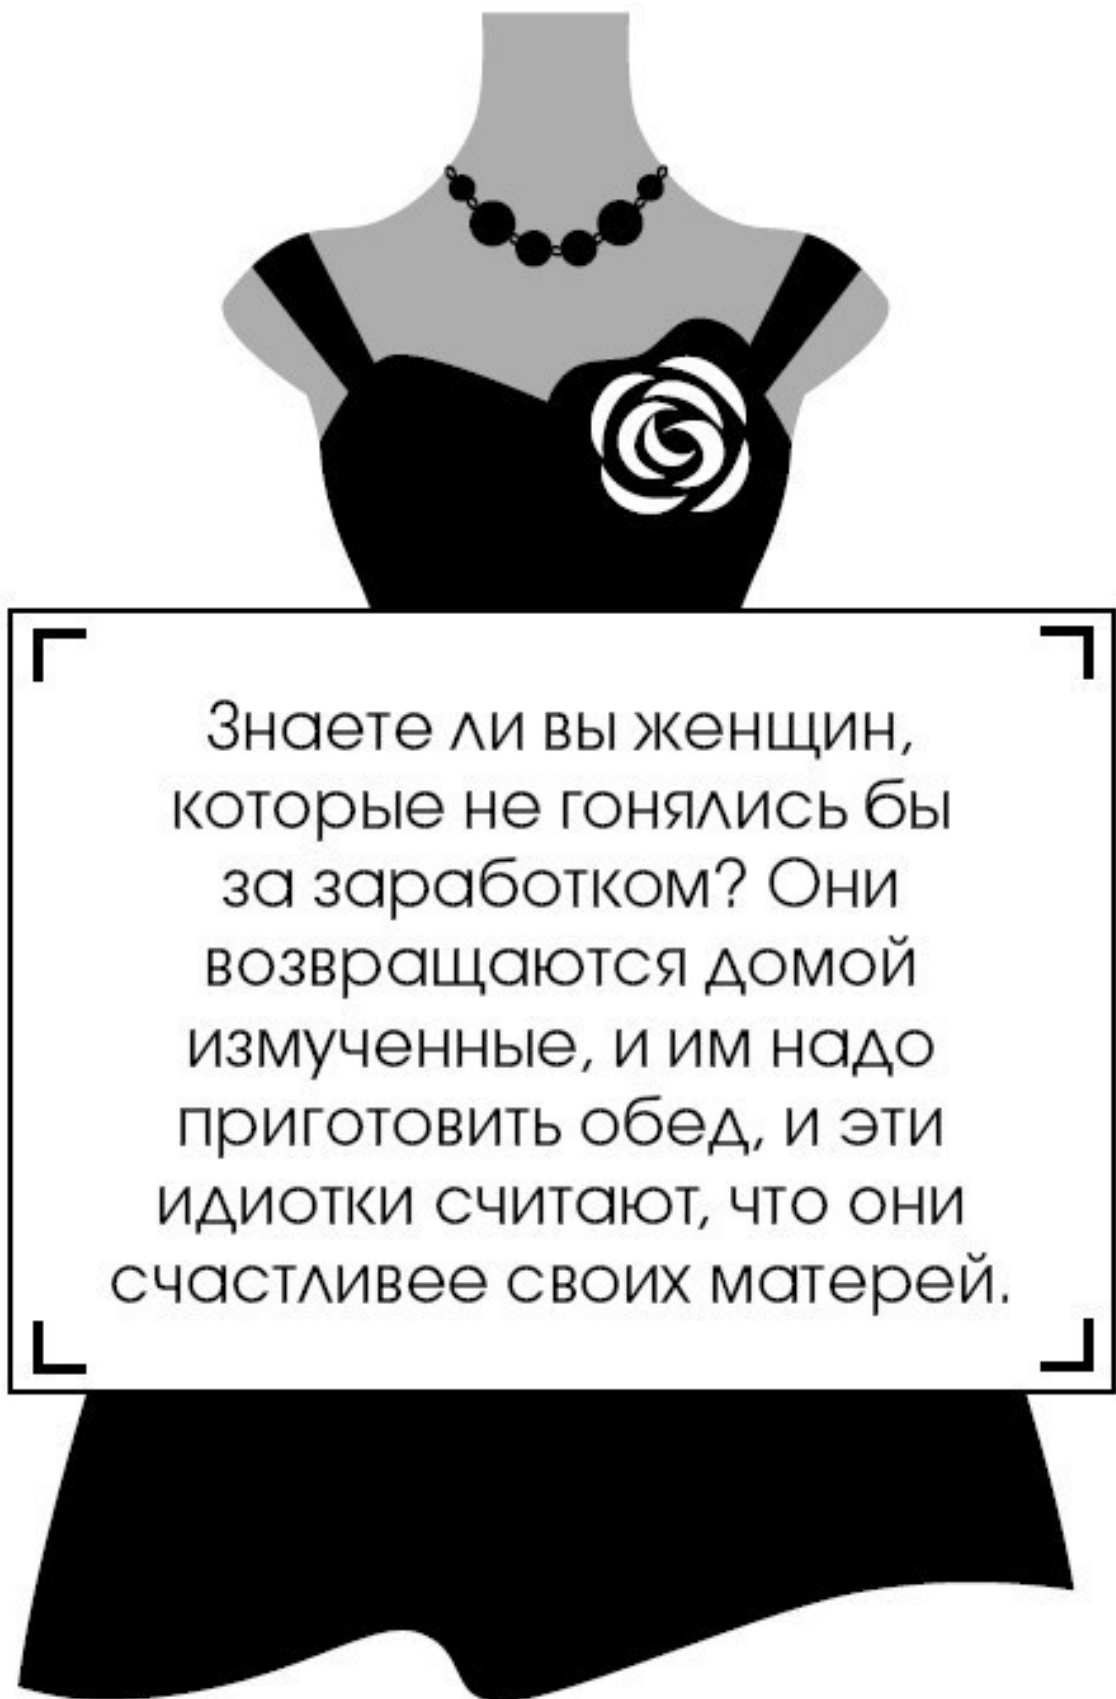 Знаете ли вы женщин,
которые не гонялись бы
за заработком? Они
возвращаются домой
измученные, и им надо
приготовить обед, и эти
идиотки считают, что они
счастливее своих матерей.